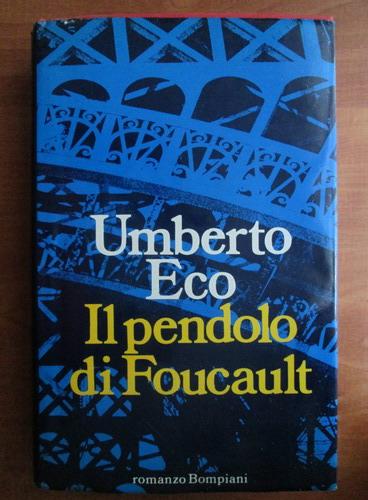 Umberto
Eco
Il pendolo
di Foucault
romanzo Bompiani